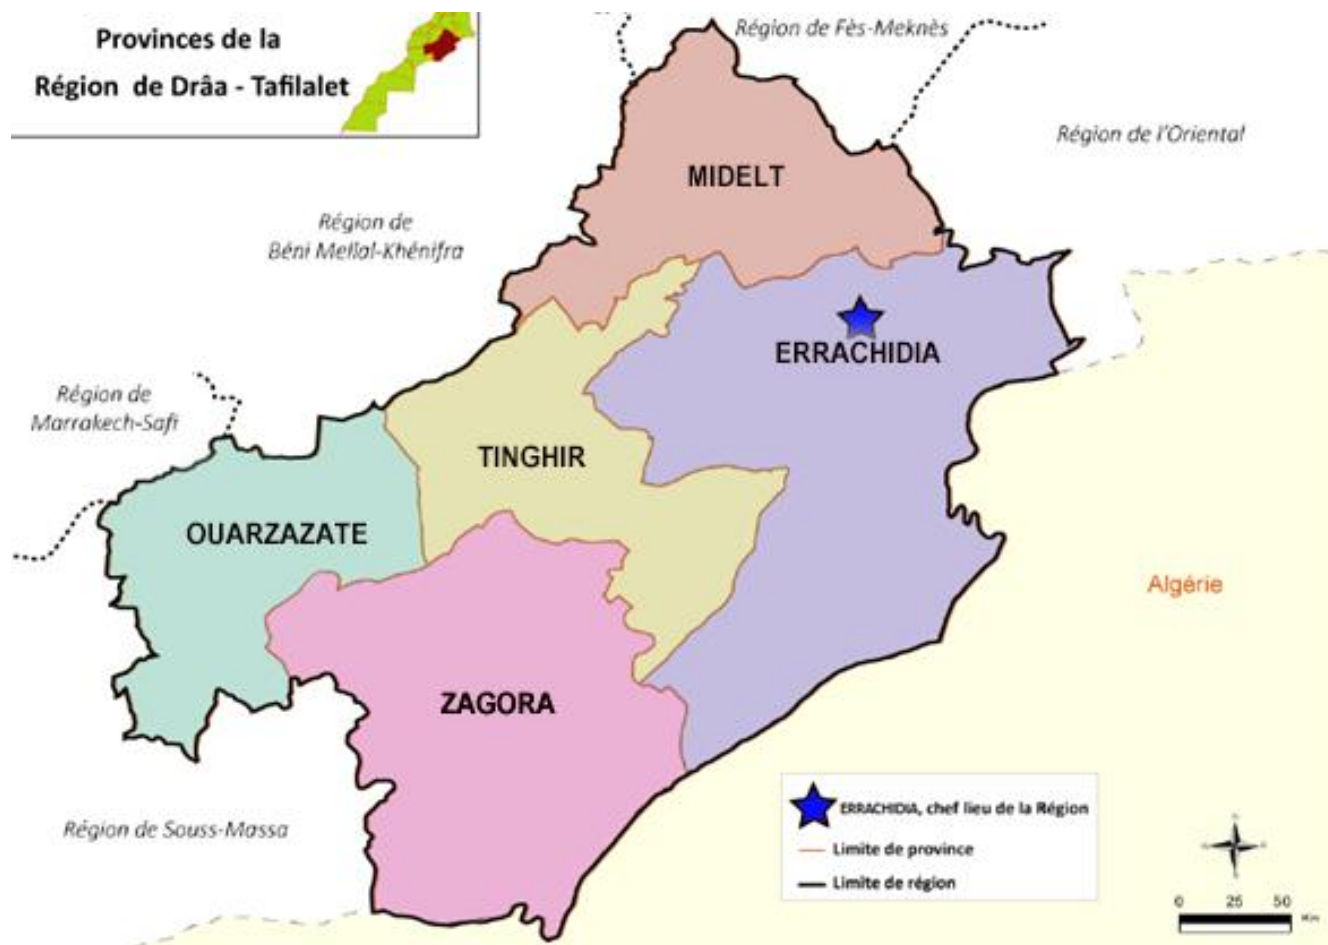 Provinces de la
Région de Drâa - Tafilalet
Région de Fès-Meknès
Région de l'Oriental
MIDELT
Région de
Béni Mellal-Khénifra
ERRACHIDIA
Région de
Marrakech-Safi
TINGHIR
OUARZAZATE
Algérie
ZAGORA
Région de Souss-Massa
ERRACHIDIA, chef lieu de la Région
Limite de province
Limite de région
0 25 50
Km